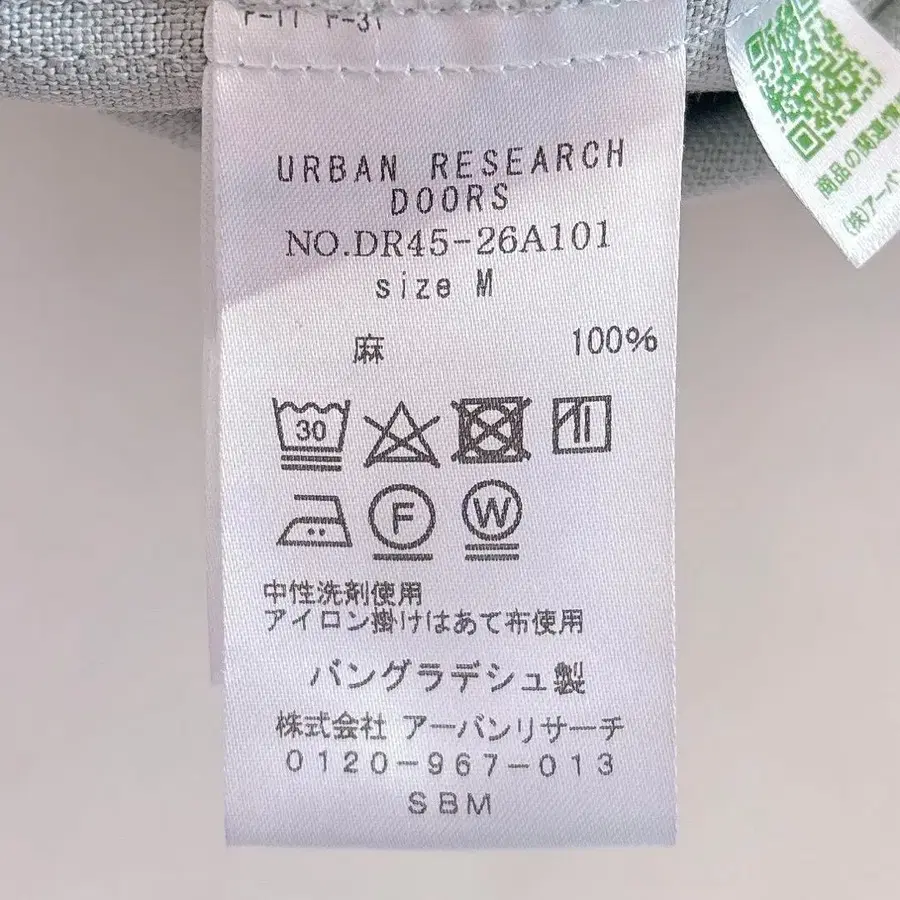 F-11 F-31
URBAN RESEARCH
DOORS
NO.DR45-26A101
size M
麻 100%
30
F
W
中性洗剤使用
アイロン掛けはあて布使用
バングラデシュ製
株式会社 アーバンリサーチ
0120-967-013
SBM
商品の関連情
(株)アーバン